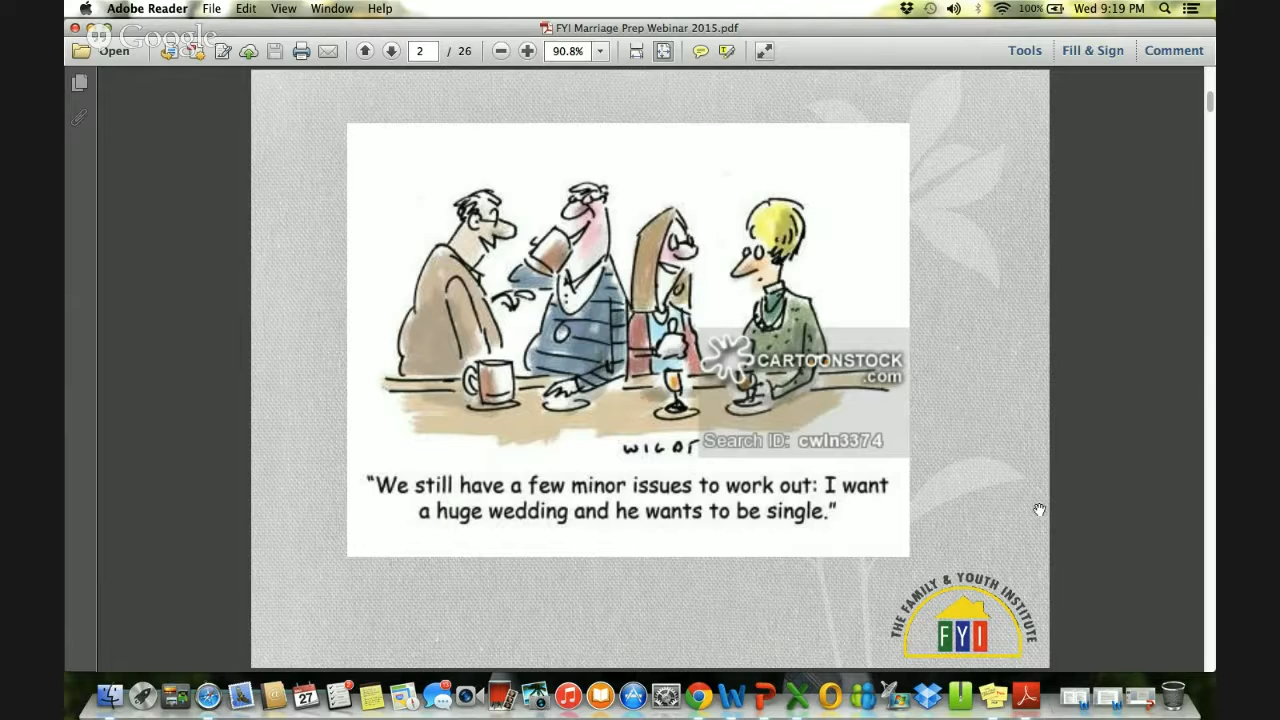 Adobe Reader File Edit View Window Help 100% Wed 9:19 PM
Google
FYI Marriage Prep Webinar 2015.pdf
Open 2 / 26 90.8% Tools Fill & Sign Comment
CARTOONSTOCK
.com
Search ID: cwln3374
"We still have a few minor issues to work out: I want
a huge wedding and he wants to be single."
THE FAMILY & YOUTH INSTITUTE
FYI
27